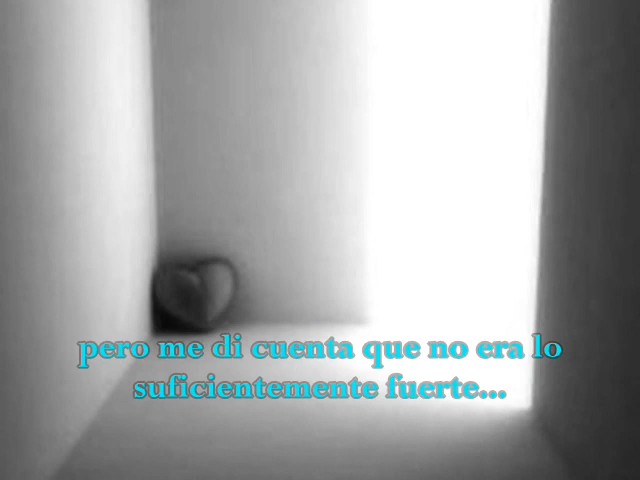 pero me di cuenta que no era lo
suficientemente fuerte...